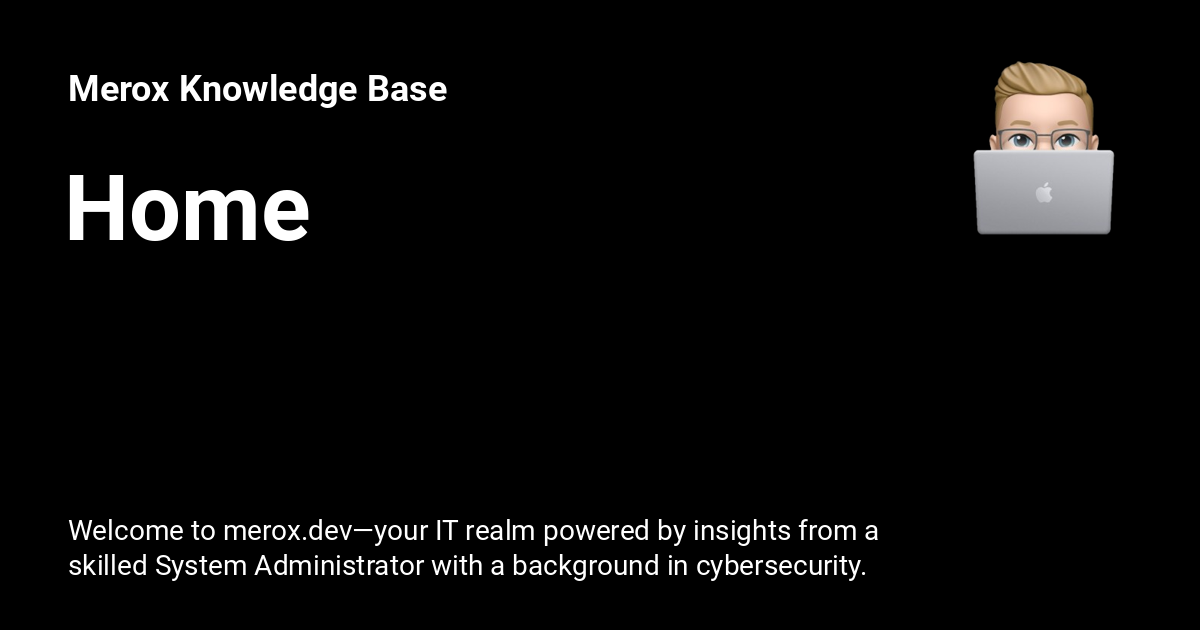 Merox Knowledge Base
Home
Welcome to merox.dev—your IT realm powered by insights from a
skilled System Administrator with a background in cybersecurity.